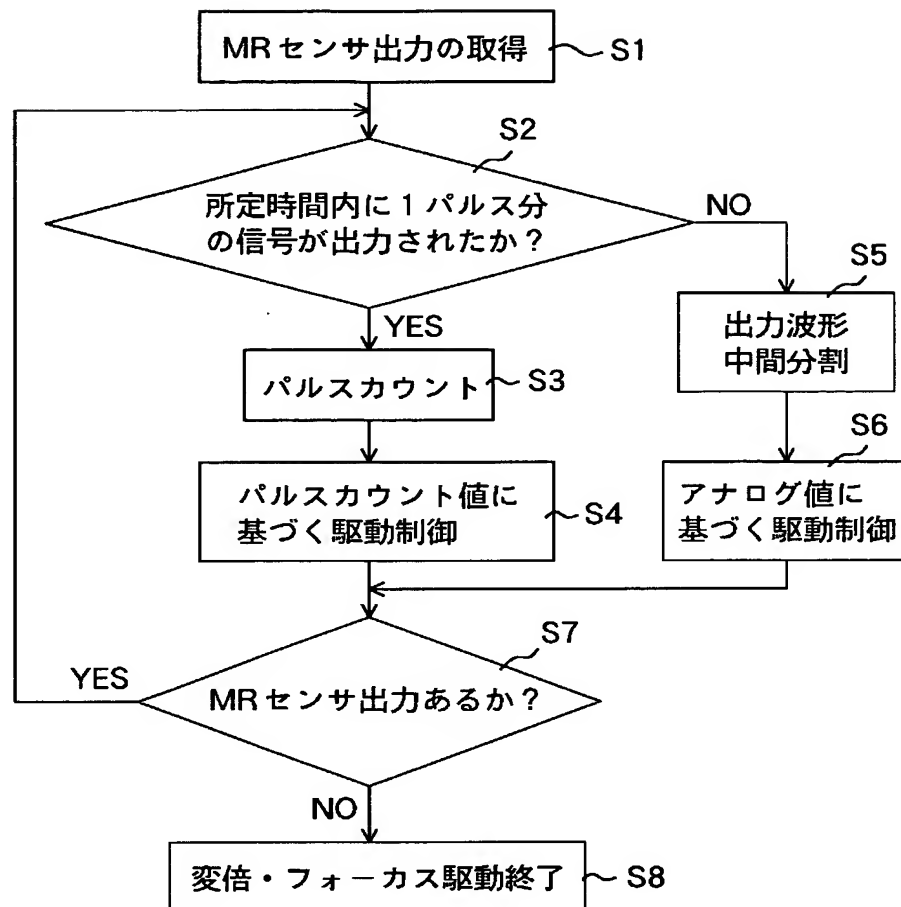 MRセンサ出力の取得
S1
S2
所定時間内に1パルス分
の信号が出力されたか?
NO
YES
S5
出力波形
中間分割
パルスカウント
S3
S6
パルスカウント値に
基づく駆動制御
S4
アナログ値に
基づく駆動制御
S7
YES
MRセンサ出力あるか?
NO
変倍・フォーカス駆動終了
S8